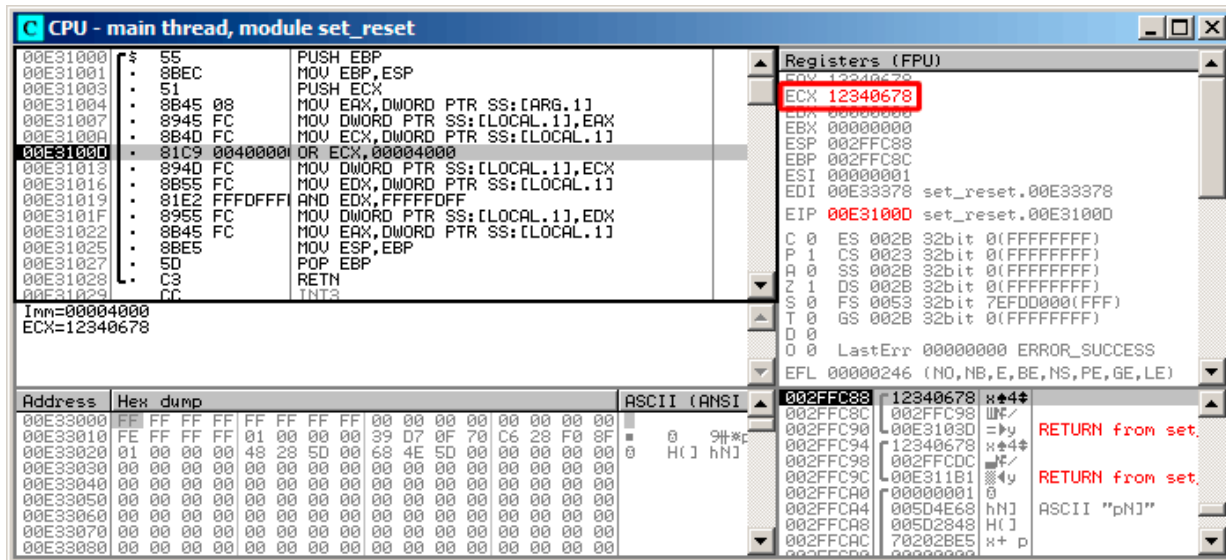 C CPU - main thread, module set_reset
00E31000 $ 55 PUSH EBP
00E31001 . 8BEC MOV EBP,ESP
00E31003 . 51 PUSH ECX
00E31004 . 8B45 08 MOV EAX,DWORD PTR SS:[ARG.1]
00E31007 . 8945 FC MOV DWORD PTR SS:[LOCAL.1],EAX
00E3100A . 8B4D FC MOV ECX,DWORD PTR SS:[LOCAL.1]
00E3100D . 81C9 0040000 OR ECX,00004000
00E31013 . 894D FC MOV DWORD PTR SS:[LOCAL.1],ECX
00E31016 . 8B55 FC MOV EDX,DWORD PTR SS:[LOCAL.1]
00E31019 . 81E2 FFFDFFF AND EDX,FFFFFDFF
00E3101F . 8955 FC MOV DWORD PTR SS:[LOCAL.1],EDX
00E31022 . 8B45 FC MOV EAX,DWORD PTR SS:[LOCAL.1]
00E31025 . 8BE5 MOV ESP,EBP
00E31027 . 5D POP EBP
00E31028 . C3 RETN
00E31029 CC INT3
Imm=00004000
ECX=12340678
Registers (FPU)
EAX 12340678
ECX 12340678
EDX 00000000
EBX 00000000
ESP 002FFC88
EBP 002FFC8C
ESI 00000001
EDI 00E33378 set_reset.00E33378
EIP 00E3100D set_reset.00E3100D
C 0 ES 002B 32bit 0(FFFFFFFF)
P 1 CS 0023 32bit 0(FFFFFFFF)
A 0 SS 002B 32bit 0(FFFFFFFF)
Z 1 DS 002B 32bit 0(FFFFFFFF)
S 0 FS 0053 32bit 7EFDD000(FFF)
T 0 GS 002B 32bit 0(FFFFFFFF)
D 0
O 0 LastErr 00000000 ERROR_SUCCESS
EFL 00000246 (NO,NB,E,BE,NS,PE,GE,LE)
Address Hex dump ASCII (ANSI
00E33000 FF FF FF FF FF FF FF FF 00 00 00 00 00 00 00 00
00E33010 FE FF FF FF 01 00 00 00 39 D7 0F 70 C6 28 F0 8F
00E33020 01 00 00 00 48 28 5D 00 68 4E 5D 00 00 00 00 00 H(] hN]
00E33030 00 00 00 00 00 00 00 00 00 00 00 00 00 00 00 00
00E33040 00 00 00 00 00 00 00 00 00 00 00 00 00 00 00 00
00E33050 00 00 00 00 00 00 00 00 00 00 00 00 00 00 00 00
00E33060 00 00 00 00 00 00 00 00 00 00 00 00 00 00 00 00
00E33070 00 00 00 00 00 00 00 00 00 00 00 00 00 00 00 00
00E33080 00 00 00 00 00 00 00 00 00 00 00 00 00 00 00 00
002FFC88 12340678 x♠4↕
002FFC8C 002FFC98
002FFC90 00E3103D RETURN from set
002FFC94 12340678 x♠4↕
002FFC98 002FFCDC
002FFC9C 00E311B1 RETURN from set
002FFCA0 00000001
002FFCA4 005D4E68 hN] ASCII "pN]"
002FFCA8 005D2848 H(]
002FFCAC 70202BE5